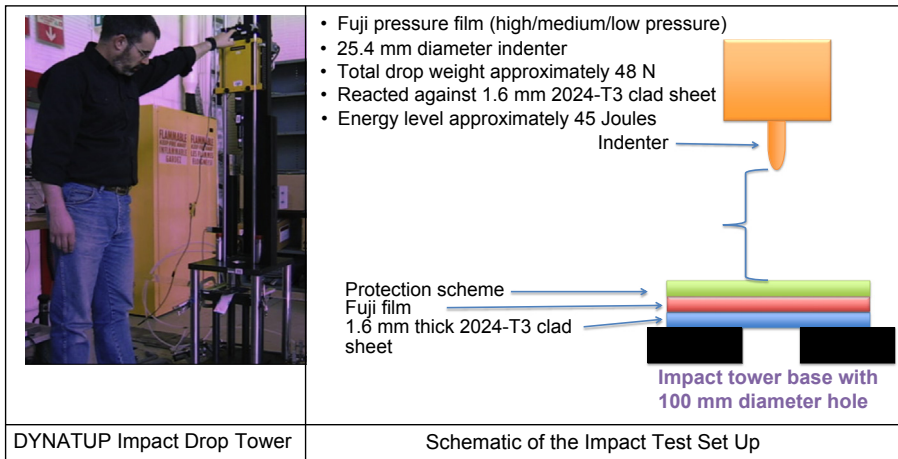 • Fuji pressure film (high/medium/low pressure)
• 25.4 mm diameter indenter
• Total drop weight approximately 48 N
• Reacted against 1.6 mm 2024-T3 clad sheet
• Energy level approximately 45 Joules
Indenter
Protection scheme
Fuji film
1.6 mm thick 2024-T3 clad
sheet
Impact tower base with
100 mm diameter hole
FLAMMABLE
FLAMMABLE
DYNATUP Impact Drop Tower
Schematic of the Impact Test Set Up